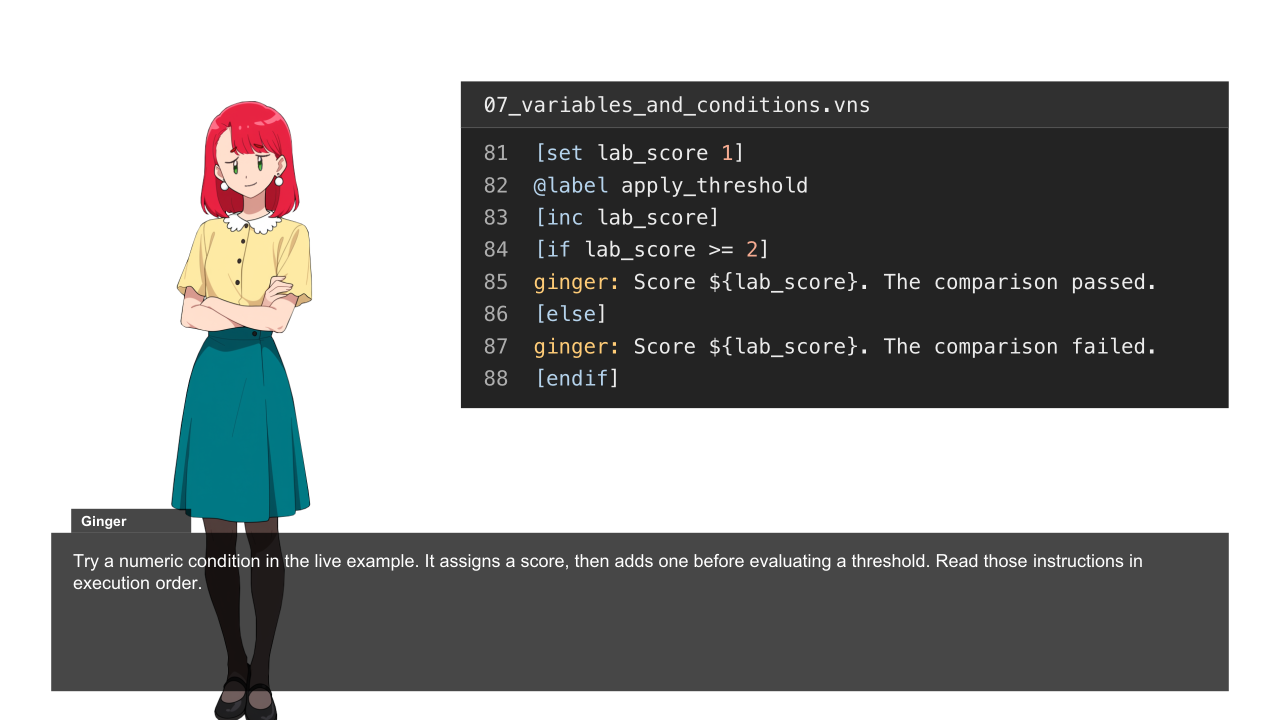 07_variables_and_conditions.vns
81 [set lab_score 1]
82 @label apply_threshold
83 [inc lab_score]
84 [if lab_score >= 2]
85 ginger: Score ${lab_score}. The comparison passed.
86 [else]
87 ginger: Score ${lab_score}. The comparison failed.
88 [endif]
Ginger
Try a numeric condition in the live example. It assigns a score, then adds one before evaluating a threshold. Read those instructions in
execution order.